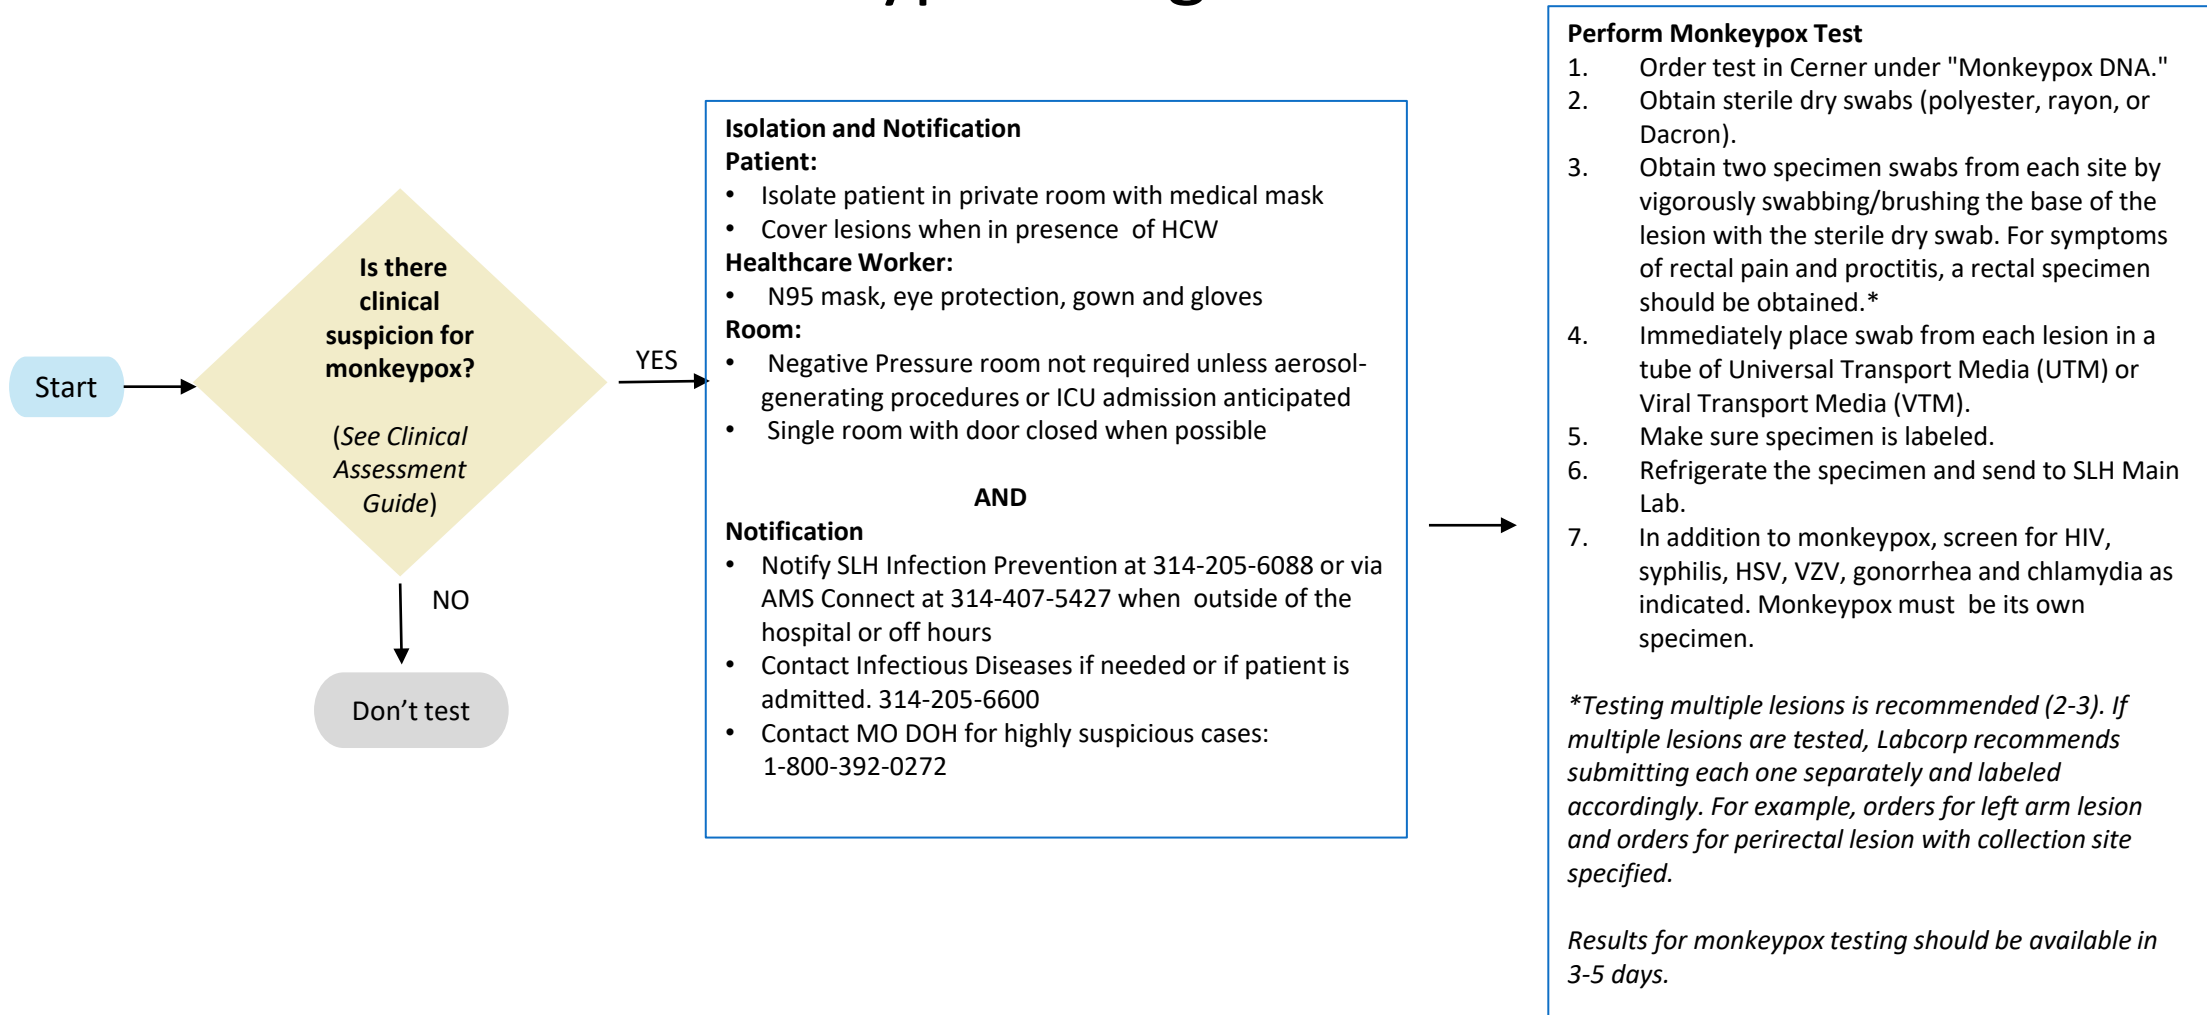 Start
Is there
clinical
suspicion for
monkeypox?
(See Clinical
Assessment
Guide)
YES
NO
Don’t test
Isolation and Notification
Patient:
• Isolate patient in private room with medical mask
• Cover lesions when in presence of HCW
Healthcare Worker:
• N95 mask, eye protection, gown and gloves
Room:
• Negative Pressure room not required unless aerosol-
generating procedures or ICU admission anticipated
• Single room with door closed when possible
AND
Notification
• Notify SLH Infection Prevention at 314-205-6088 or via
AMS Connect at 314-407-5427 when outside of the
hospital or off hours
• Contact Infectious Diseases if needed or if patient is
admitted. 314-205-6600
• Contact MO DOH for highly suspicious cases:
1-800-392-0272
Perform Monkeypox Test
1. Order test in Cerner under "Monkeypox DNA."
2. Obtain sterile dry swabs (polyester, rayon, or
Dacron).
3. Obtain two specimen swabs from each site by
vigorously swabbing/brushing the base of the
lesion with the sterile dry swab. For symptoms
of rectal pain and proctitis, a rectal specimen
should be obtained.*
4. Immediately place swab from each lesion in a
tube of Universal Transport Media (UTM) or
Viral Transport Media (VTM).
5. Make sure specimen is labeled.
6. Refrigerate the specimen and send to SLH Main
Lab.
7. In addition to monkeypox, screen for HIV,
syphilis, HSV, VZV, gonorrhea and chlamydia as
indicated. Monkeypox must be its own
specimen.
*Testing multiple lesions is recommended (2-3). If
multiple lesions are tested, Labcorp recommends
submitting each one separately and labeled
accordingly. For example, orders for left arm lesion
and orders for perirectal lesion with collection site
specified.
Results for monkeypox testing should be available in
3-5 days.